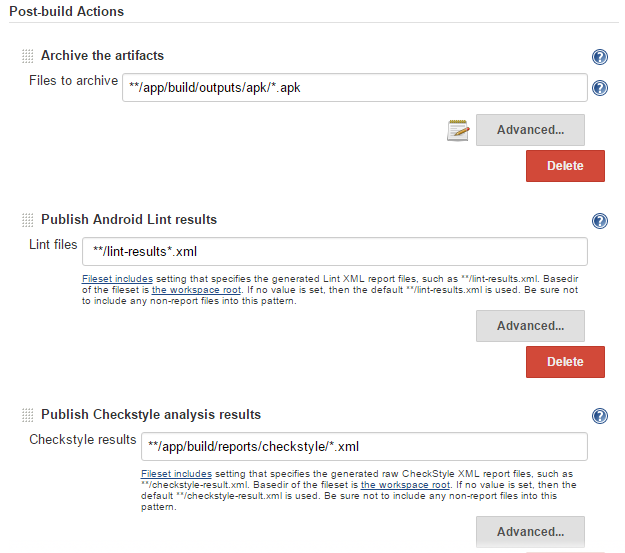 Post-build Actions
Archive the artifacts
Files to archive **/app/build/outputs/apk/*.apk
Advanced...
Delete
Publish Android Lint results
Lint files **/lint-results*.xml
Fileset includes setting that specifies the generated Lint XML report files, such as **/lint-results.xml. Basedir
of the fileset is the workspace root. If no value is set, then the default **/lint-results.xml is used. Be sure not
to include any non-report files into this pattern.
Advanced...
Delete
Publish Checkstyle analysis results
Checkstyle results **/app/build/reports/checkstyle/*.xml
Fileset includes setting that specifies the generated raw CheckStyle XML report files, such as
**/checkstyle-result.xml. Basedir of the fileset is the workspace root. If no value is set, then the
default **/checkstyle-result.xml is used. Be sure not to include any non-report files into this
pattern.
Advanced...